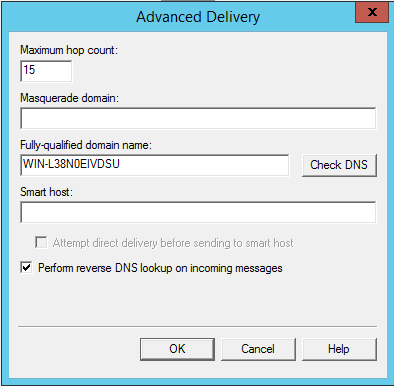 Advanced Delivery
x
Maximum hop count:
15
Masquerade domain:
Fully-qualified domain name:
WIN-L38N0EIVDSU
Check DNS
Smart host:
Attempt direct delivery before sending to smart host
Perform reverse DNS lookup on incoming messages
OK
Cancel
Help